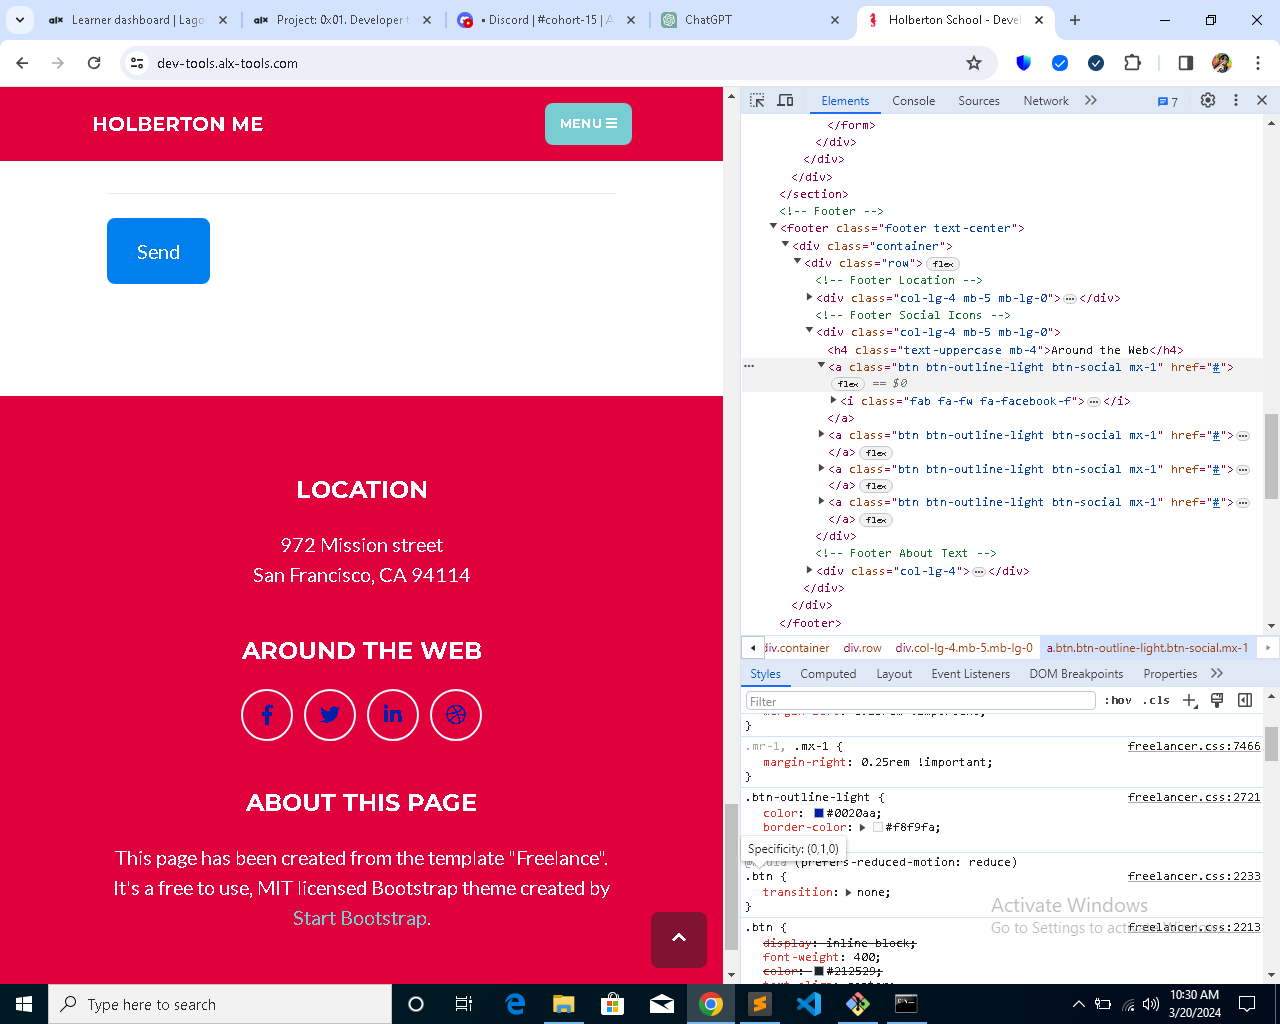 alx Learner dashboard | Lago
alx Project: 0x01. Developer t
• Discord | #cohort-15 | A
ChatGPT
Holberton School - Devel
dev-tools.alx-tools.com
HOLBERTON ME
MENU
Send
LOCATION
972 Mission street
San Francisco, CA 94114
AROUND THE WEB
ABOUT THIS PAGE
This page has been created from the template "Freelance".
It's a free to use, MIT licensed Bootstrap theme created by
Start Bootstrap.
Elements Console Sources Network 7
</form>
</div>
</div>
</div>
</section>
<!-- Footer -->
<footer class="footer text-center">
<div class="container">
<div class="row"> flex
<!-- Footer Location -->
<div class="col-lg-4 mb-5 mb-lg-0">…</div>
<!-- Footer Social Icons -->
<div class="col-lg-4 mb-5 mb-lg-0">
<h4 class="text-uppercase mb-4">Around the Web</h4>
… <a class="btn btn-outline-light btn-social mx-1" href="#">
flex == $0
<i class="fab fa-fw fa-facebook-f">…</i>
</a>
<a class="btn btn-outline-light btn-social mx-1" href="#">…
</a> flex
<a class="btn btn-outline-light btn-social mx-1" href="#">…
</a> flex
<a class="btn btn-outline-light btn-social mx-1" href="#">…
</a> flex
</div>
<!-- Footer About Text -->
<div class="col-lg-4">…</div>
</div>
</div>
</footer>
div.container div.row div.col-lg-4.mb-5.mb-lg-0 a.btn.btn-outline-light.btn-social.mx-1
Styles Computed Layout Event Listeners DOM Breakpoints Properties
Filter :hov .cls
}
.mr-1, .mx-1 { freelancer.css:7466
margin-right: 0.25rem !important;
}
.btn-outline-light { freelancer.css:2721
color: #0020aa;
border-color: #f8f9fa;
Specificity: (0,1,0)
@media (prefers-reduced-motion: reduce)
.btn { freelancer.css:2233
transition: none;
}
.btn { freelancer.css:2213
display: inline-block;
font-weight: 400;
color: #212529;
Activate Windows
Go to Settings to activate Windows.
Type here to search
10:30 AM
3/20/2024